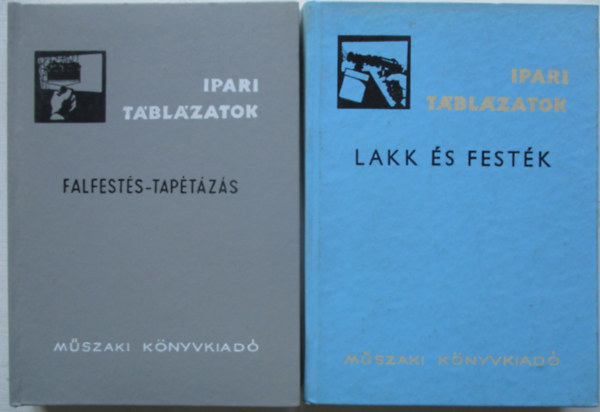 IPARI
TÁBLÁZATOK
FALFESTÉS-TAPÉTÁZÁS
MŰSZAKI KÖNYVKIADÓ
IPARI
TÁBLÁZATOK
LAKK ÉS FESTÉK
MŰSZAKI KÖNYVKIADÓ